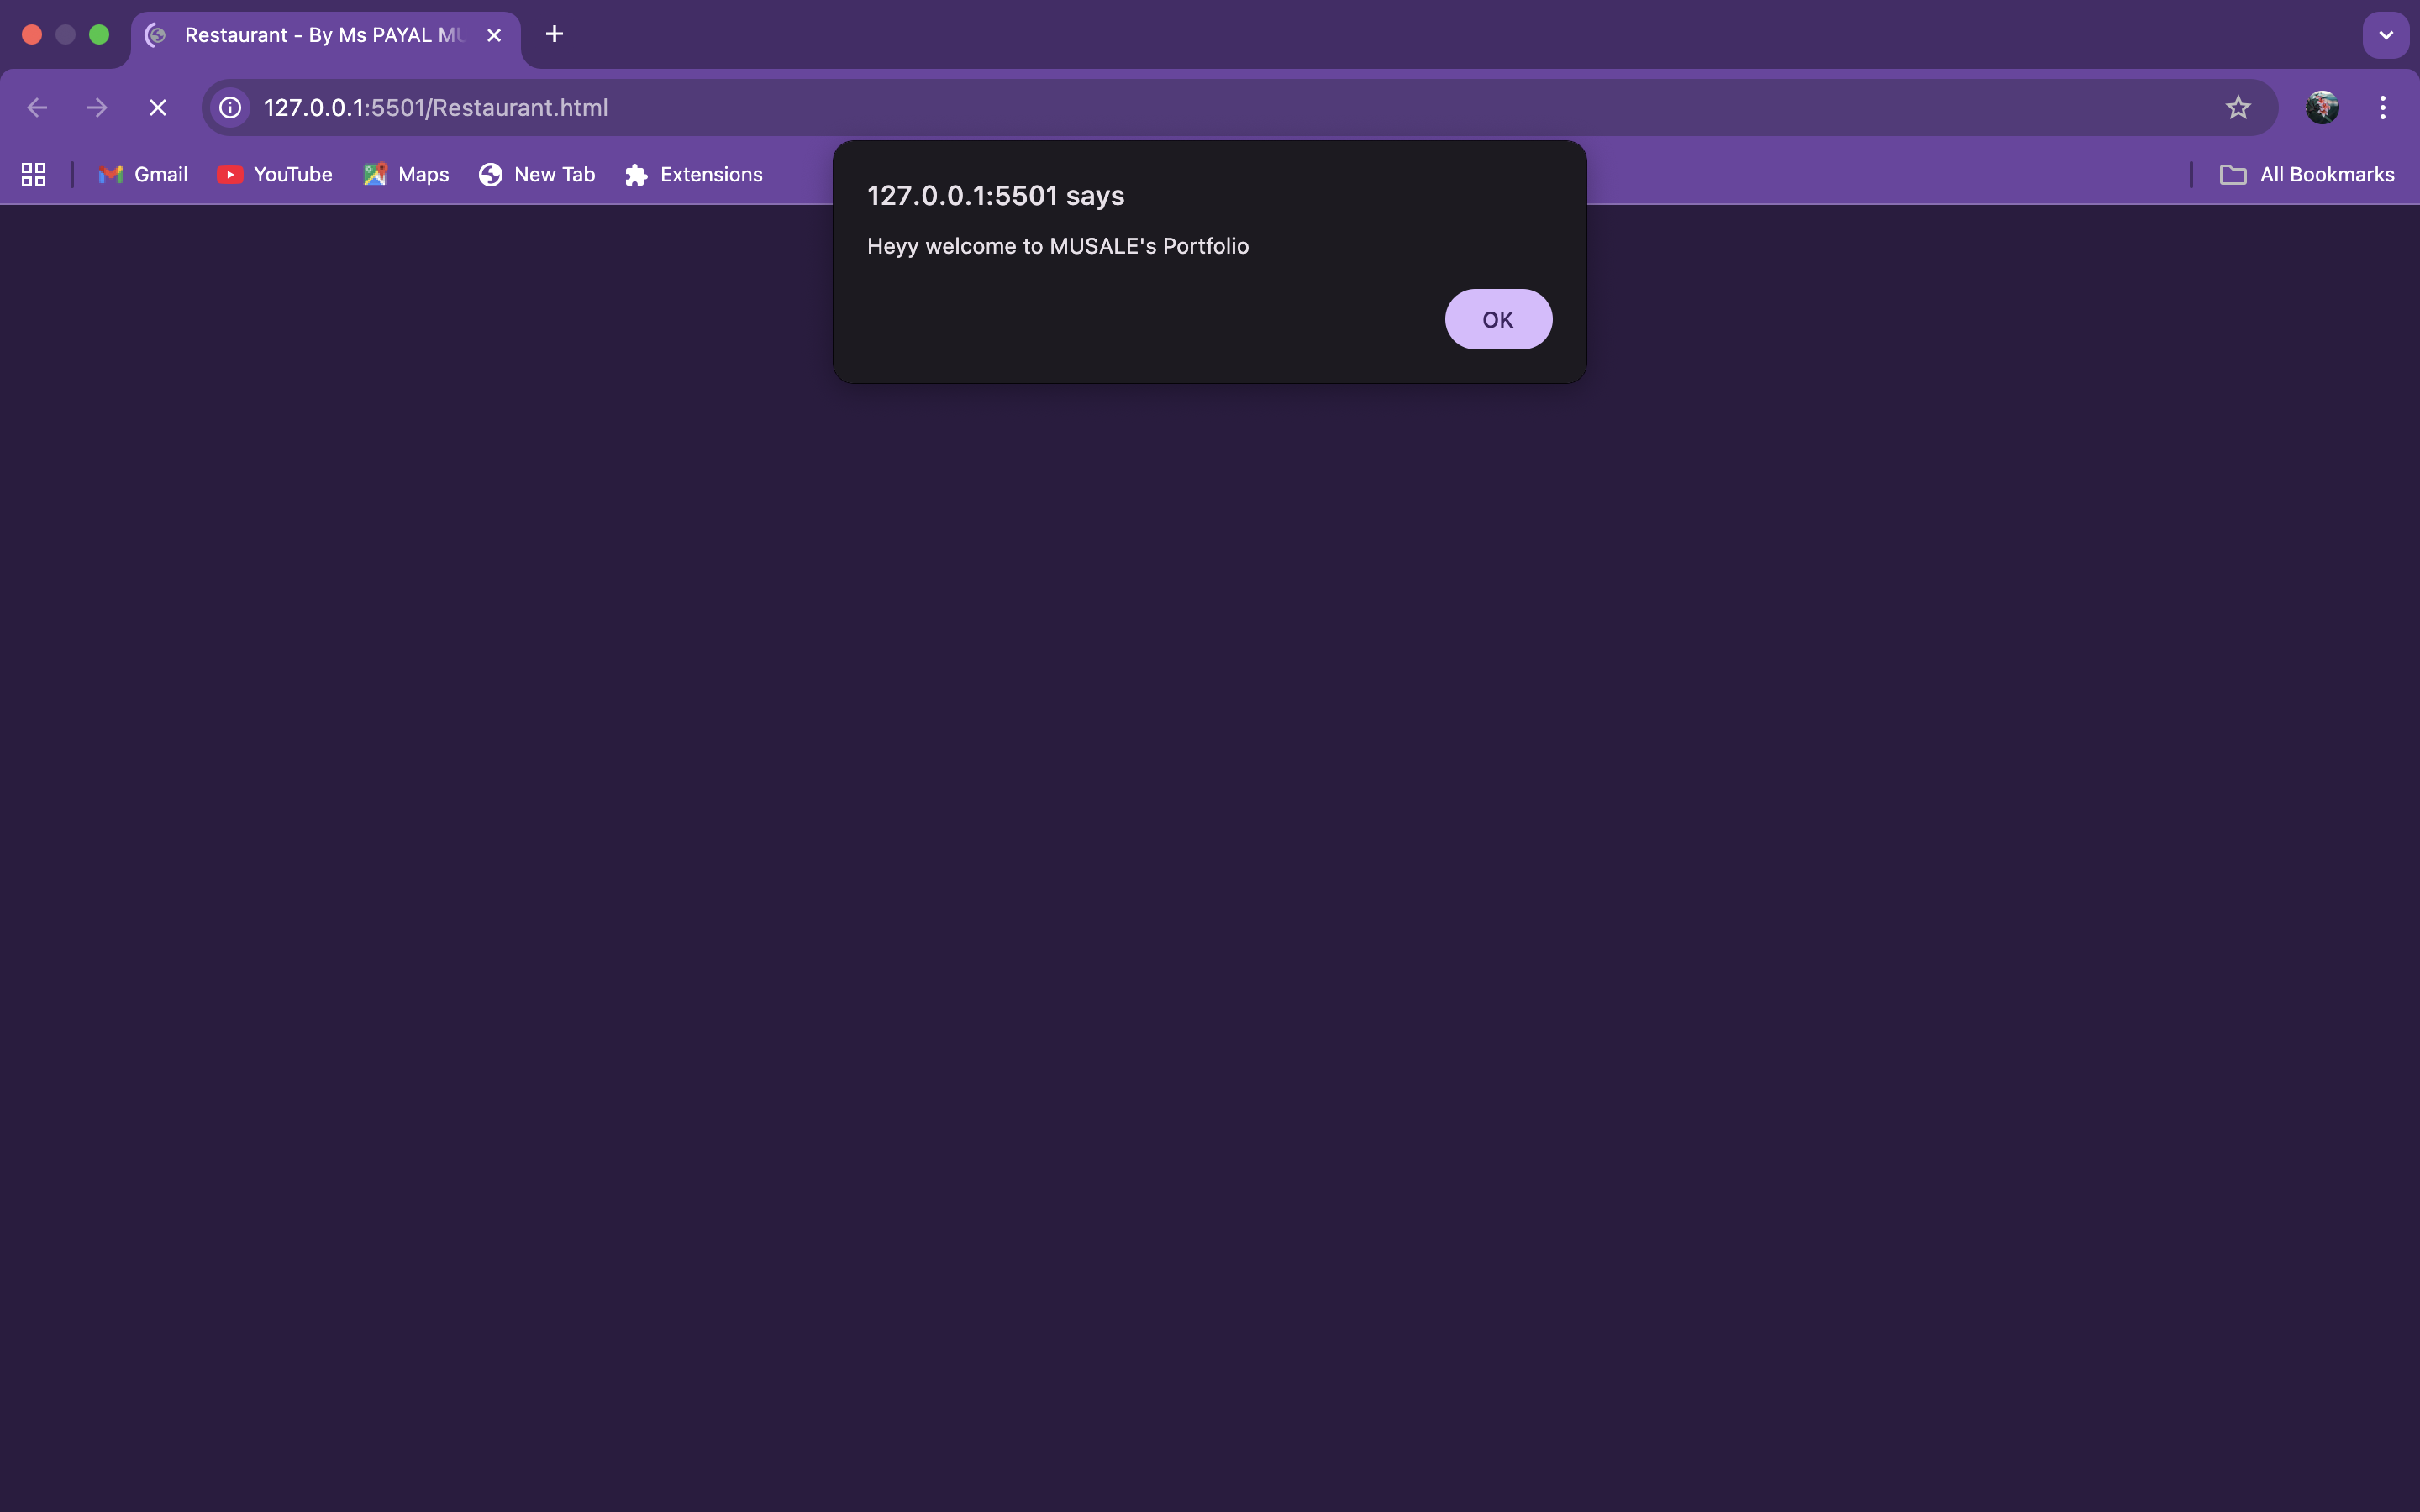 Restaurant - By Ms PAYAL
127.0.0.1:5501/Restaurant.html
Gmail
YouTube
Maps
New Tab
Extensions
All Bookmarks
127.0.0.1:5501 says
Heyy welcome to MUSALE's Portfolio
OK